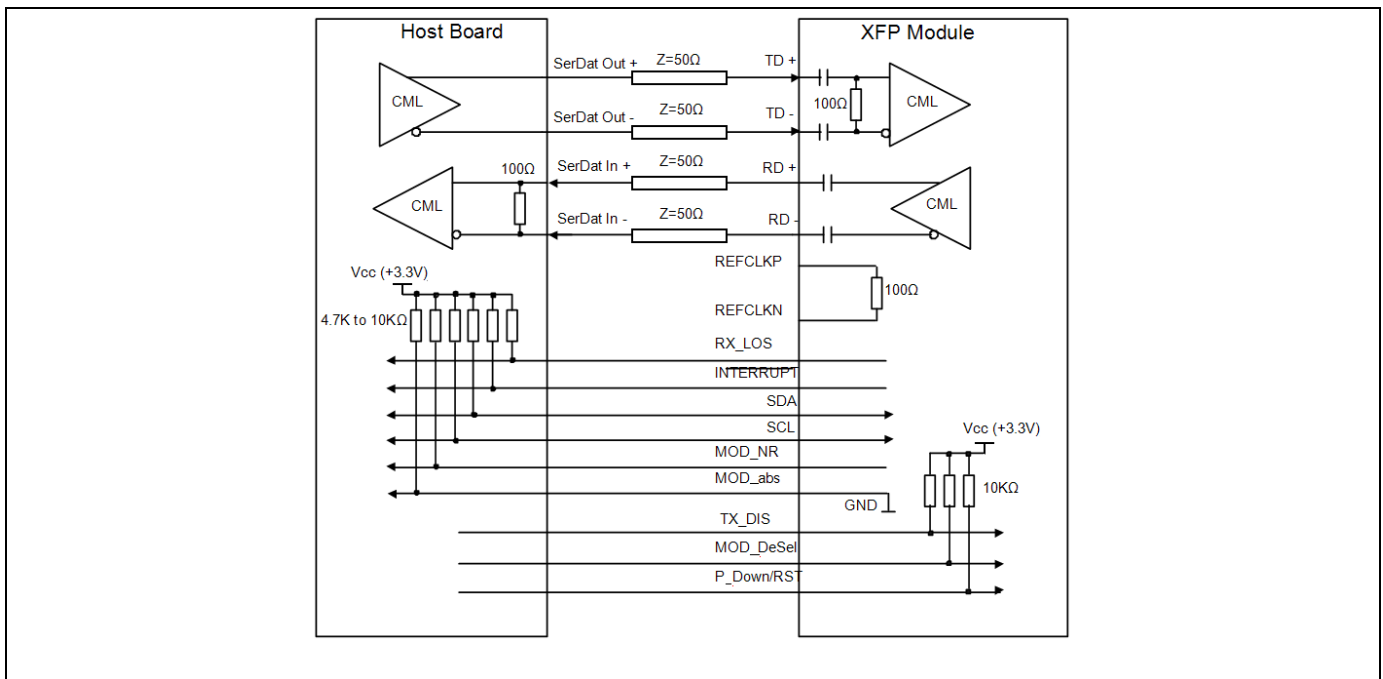 Host Board
XFP Module
SerDat Out +
Z=50Ω
TD +
CML
100Ω
CML
SerDat Out -
Z=50Ω
TD -
100Ω
SerDat In +
Z=50Ω
RD +
CML
CML
SerDat In -
Z=50Ω
RD -
REFCLKP
Vcc (+3.3V)
100Ω
REFCLKN
4.7K to 10KΩ
RX_LOS
INTERRUPT
SDA
SCL
Vcc (+3.3V)
MOD_NR
MOD_abs
10KΩ
GND
TX_DIS
MOD_DeSel
P_Down/RST